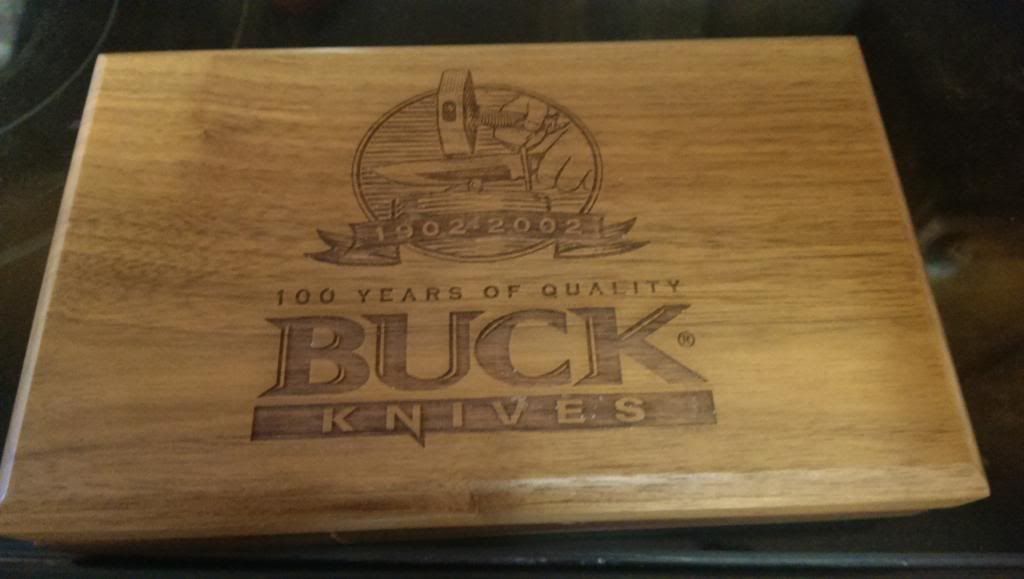 1902-2002
100 YEARS OF QUALITY
BUCK®
KNIVES